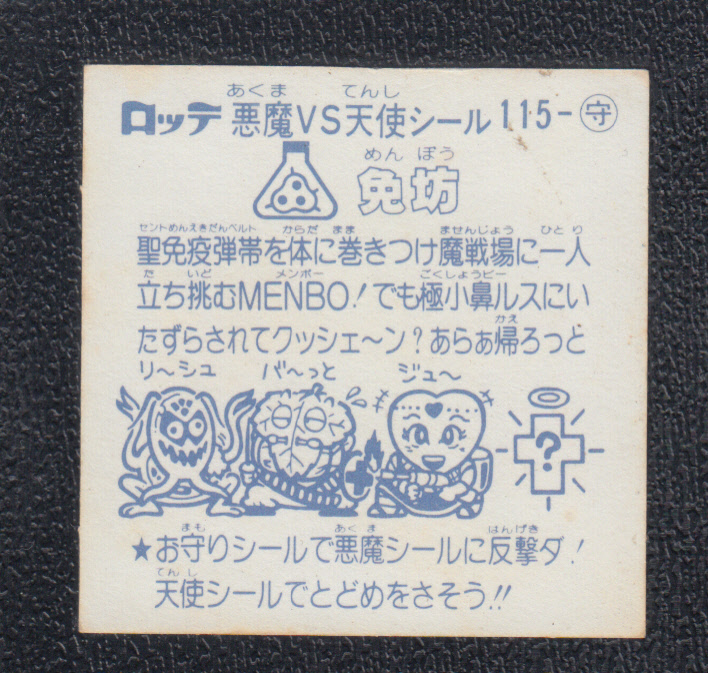 あくま てんし
ロッテ 悪魔VS天使シール 115-守
めん ぼう
免坊
セントめんえきだんベルト からだ まま ませんじょう ひとり
聖免疫弾帯を体に巻きつけ魔戦場に一人
た いど メンボー ごくしょうビー
立ち挑むMENBO!でも極小鼻ルスにい
かえ
たずらされてクッシェ〜ン?あらぁ帰ろっと
リ〜シュ バ〜っと ジュ〜
?
まも あくま はんげき
★お守りシールで悪魔シールに反撃ダ!
てんし
天使シールでとどめをさそう!!